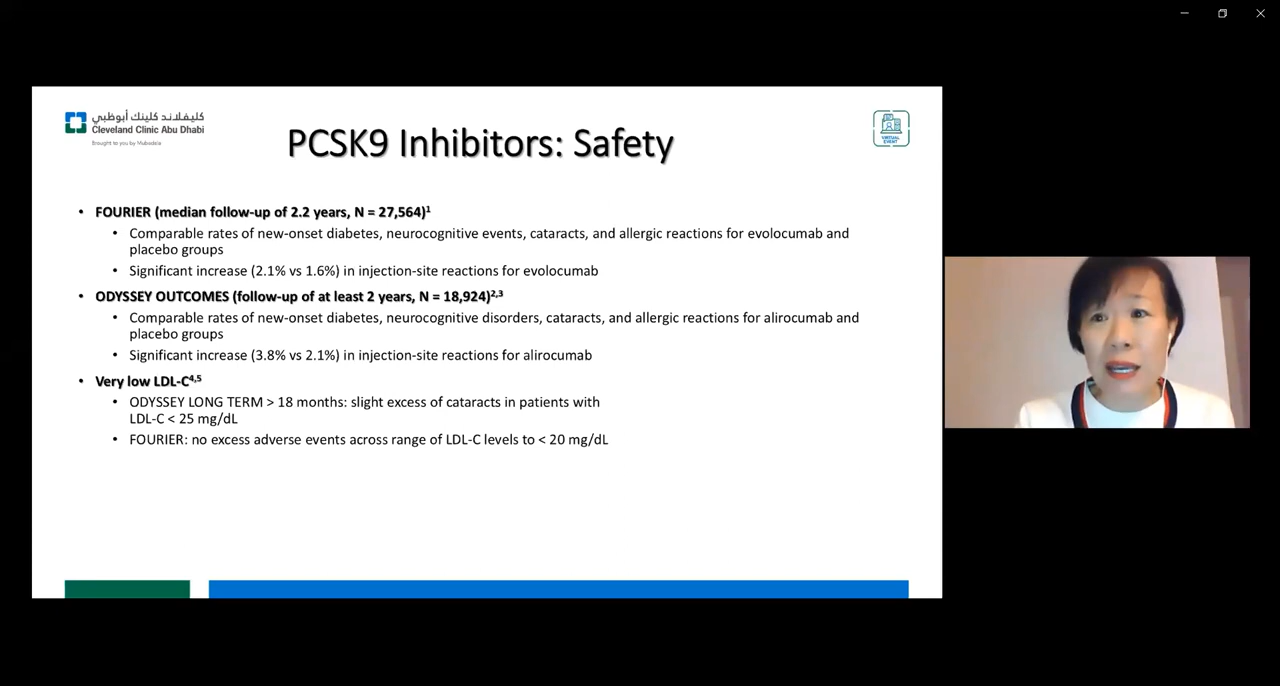 كليفلاند كلينك أبوظبي
Cleveland Clinic Abu Dhabi
Brought to you by Mubadala
VIRTUAL
EVENT
PCSK9 Inhibitors: Safety
• FOURIER (median follow-up of 2.2 years, N = 27,564)¹
• Comparable rates of new-onset diabetes, neurocognitive events, cataracts, and allergic reactions for evolocumab and
placebo groups
• Significant increase (2.1% vs 1.6%) in injection-site reactions for evolocumab
• ODYSSEY OUTCOMES (follow-up of at least 2 years, N = 18,924)²,³
• Comparable rates of new-onset diabetes, neurocognitive disorders, cataracts, and allergic reactions for alirocumab and
placebo groups
• Significant increase (3.8% vs 2.1%) in injection-site reactions for alirocumab
• Very low LDL-C⁴,⁵
• ODYSSEY LONG TERM > 18 months: slight excess of cataracts in patients with
LDL-C < 25 mg/dL
• FOURIER: no excess adverse events across range of LDL-C levels to < 20 mg/dL